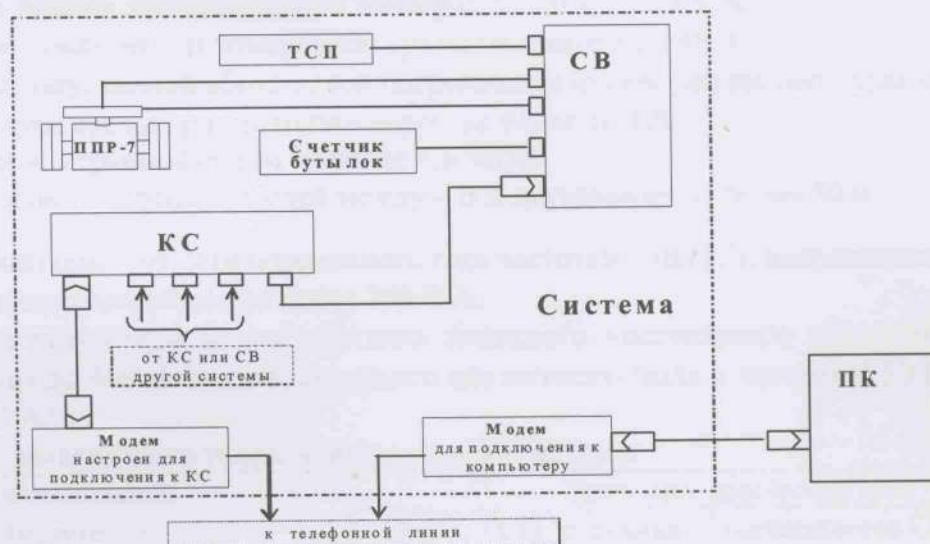 ТСП
СВ
ППР-7
Счетчик
бутылок
КС
Система
от КС или СВ
другой системы
ПК
Модем
настроен для
подключения к КС
Модем
для подключения к
компьютеру
к телефонной линии